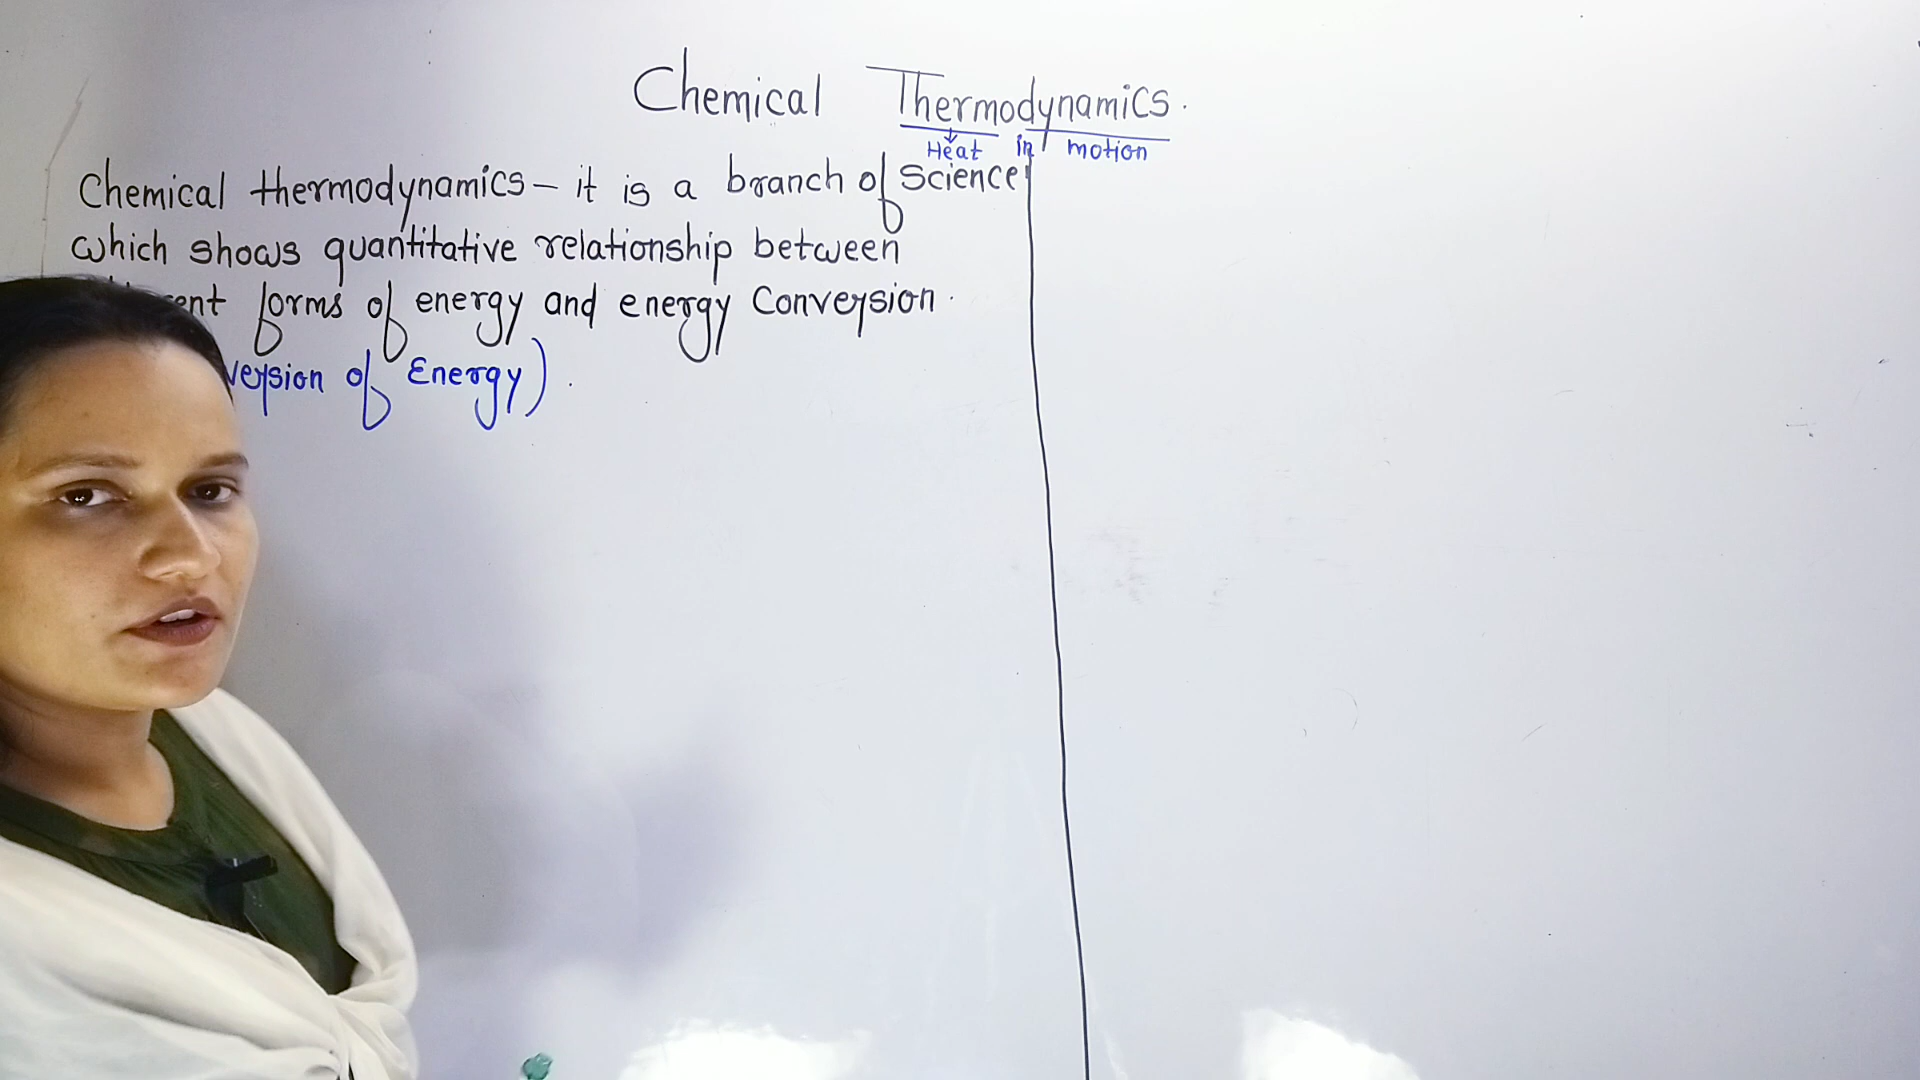 Chemical Thermodynamics.
Heat in motion
Chemical thermodynamics - it is a branch of Science
which shows quantitative relationship between
forms of energy and energy Conversion.
of Energy).